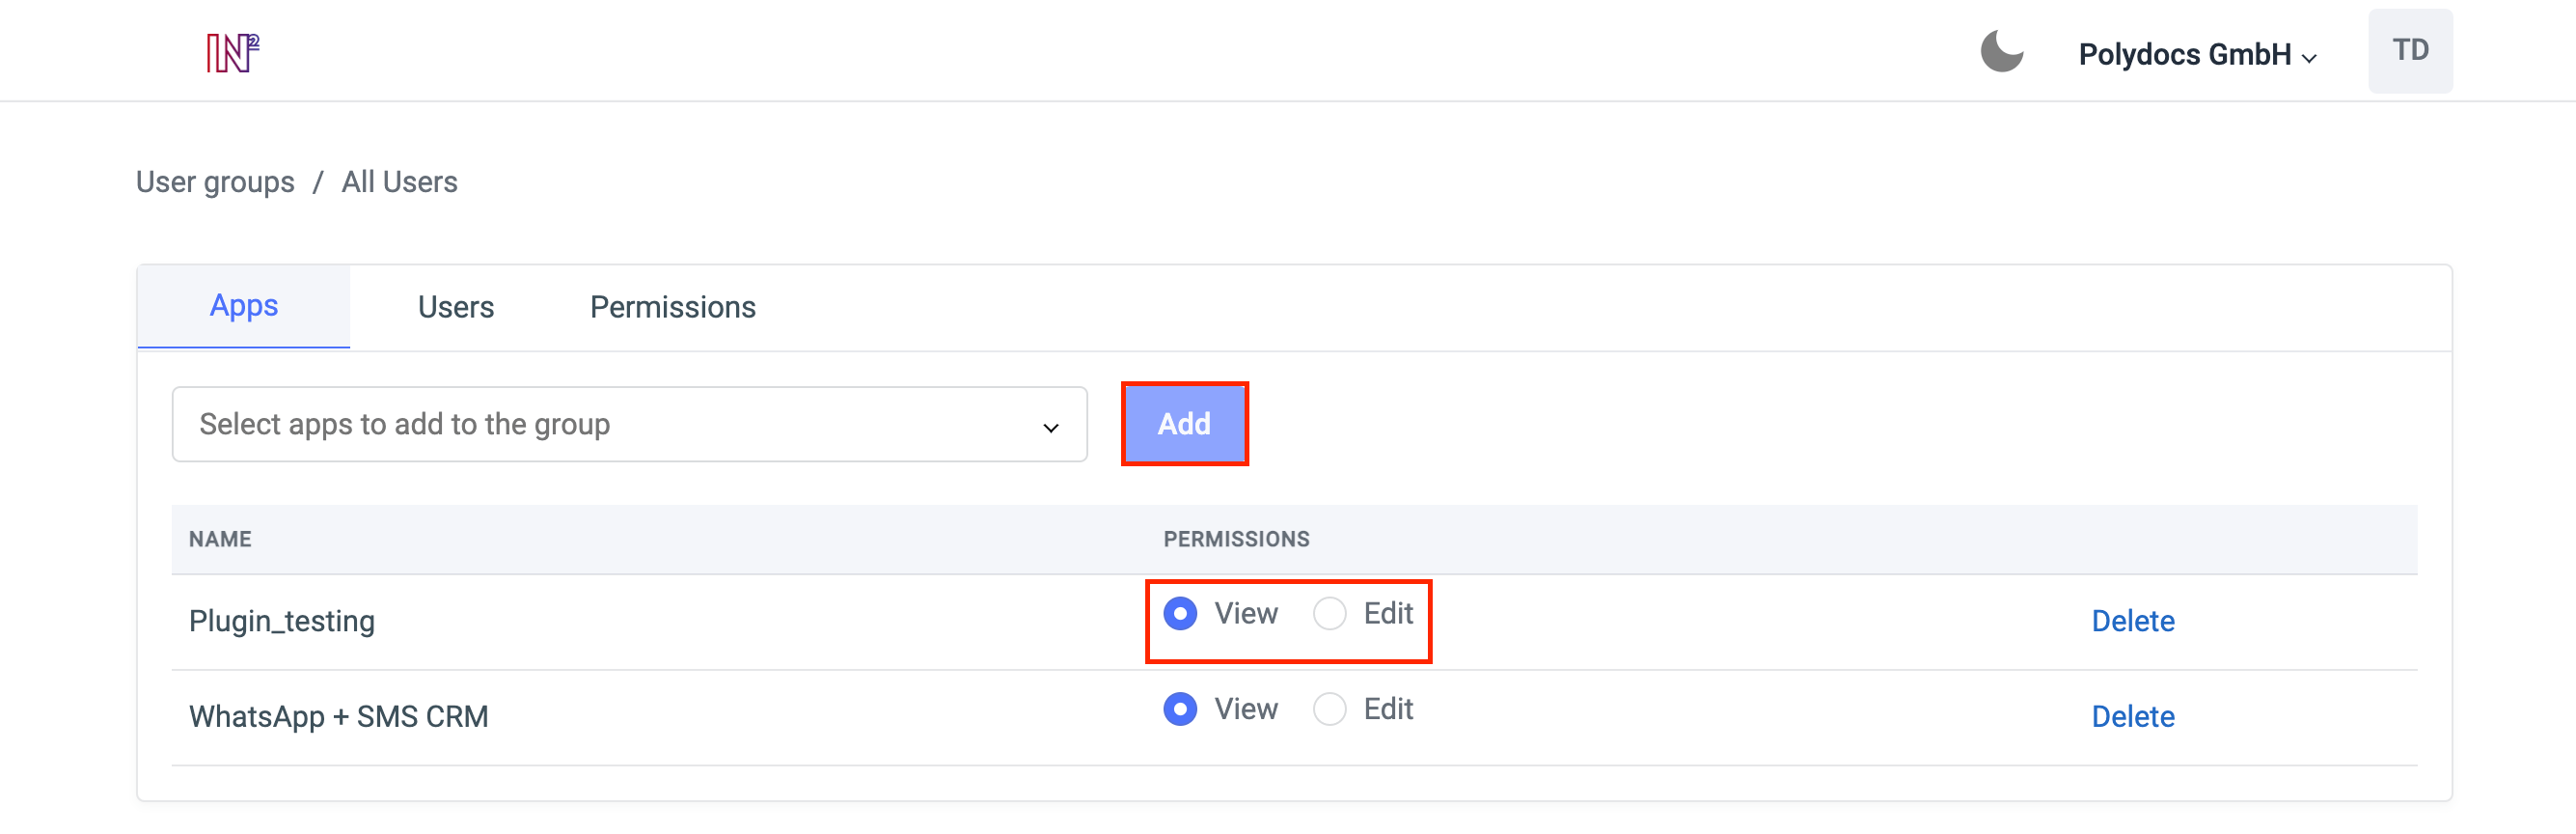 IN² Polydocs GmbH TD
User groups / All Users
Apps Users Permissions
Select apps to add to the group Add
NAME PERMISSIONS
Plugin_testing View Edit Delete
WhatsApp + SMS CRM View Edit Delete